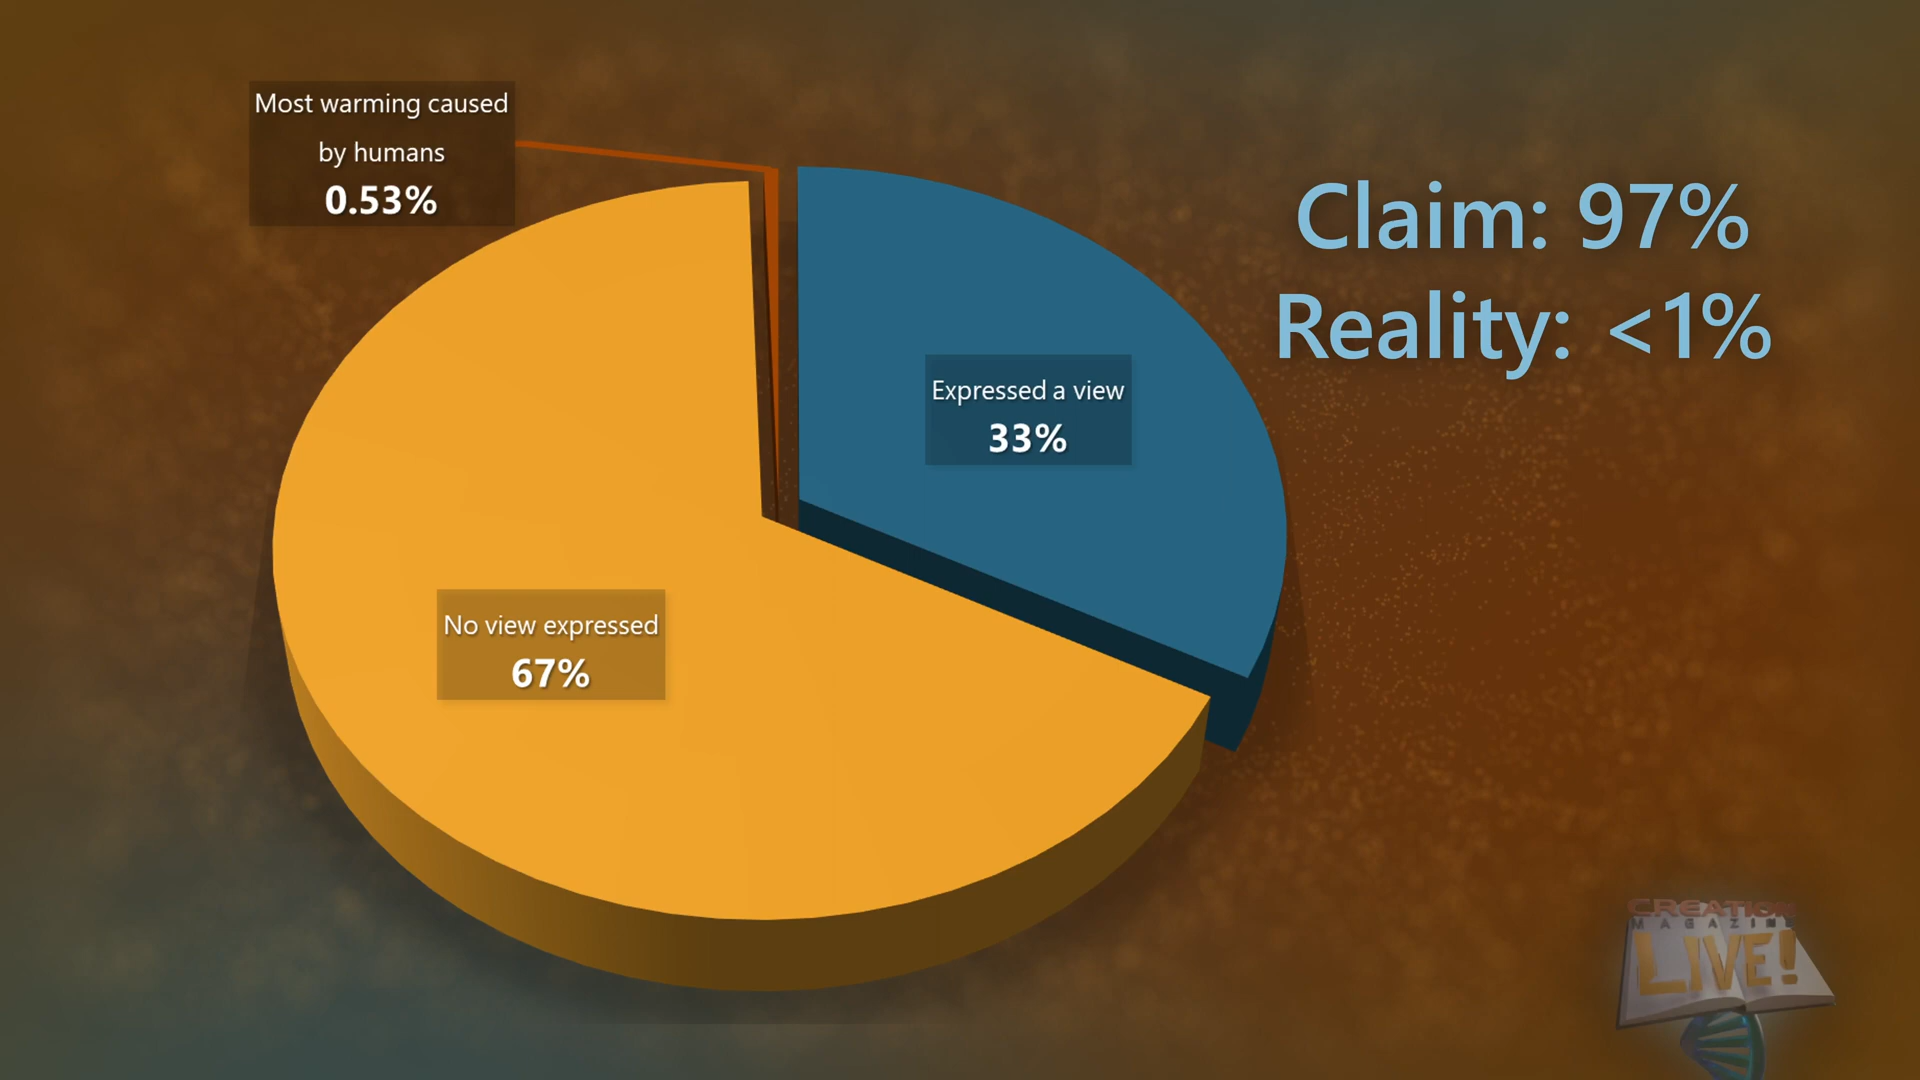 Most warming caused
by humans
0.53%
Claim: 97%
Reality: <1%
Expressed a view
33%
No view expressed
67%
CREATION
MAGAZINE
LIVE!